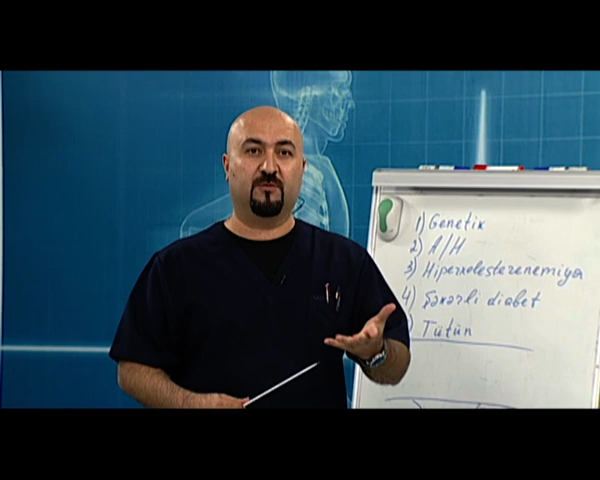 1) Genetik
2) A/H
3) Hiperxolesterenemiya
4) Şəkərli diabet
) Tütün